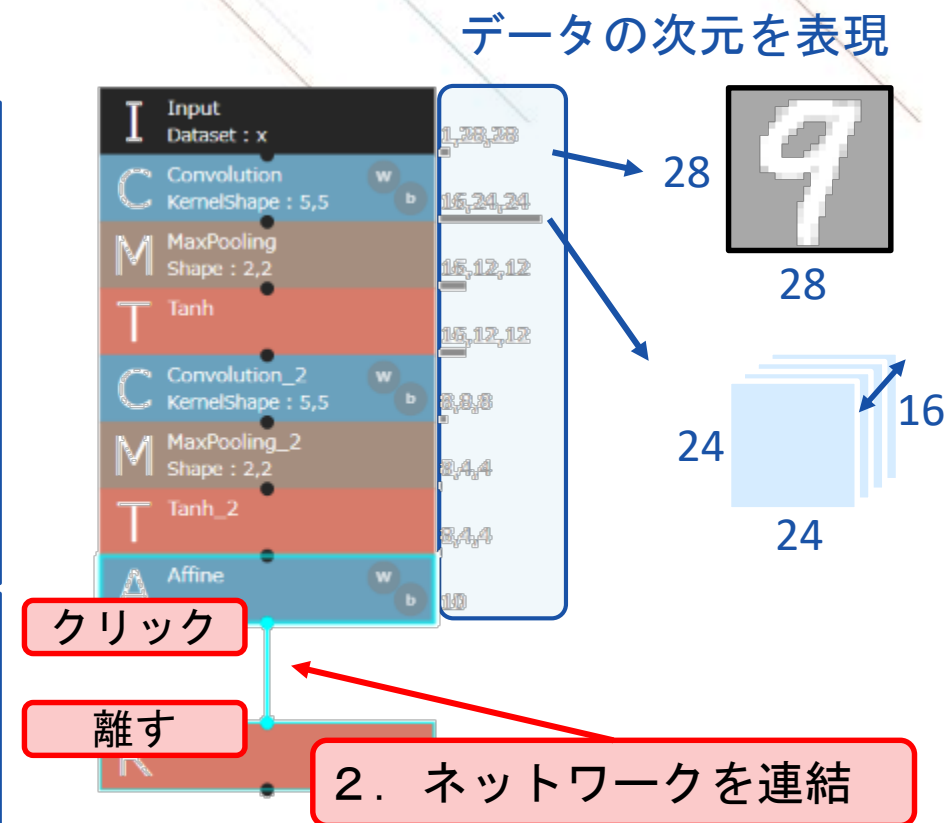 データの次元を表現
I
Input
Dataset : x
1,28,28
C
Convolution
KernelShape : 5,5
W
b
16,24,24
M
MaxPooling
Shape : 2,2
16,12,12
T
Tanh
16,12,12
C
Convolution_2
KernelShape : 5,5
W
b
8,8,8
M
MaxPooling_2
Shape : 2,2
8,4,4
T
Tanh_2
8,4,4
A
Affine
W
b
10
28
28
16
24
24
クリック
離す
R
2. ネットワークを連結